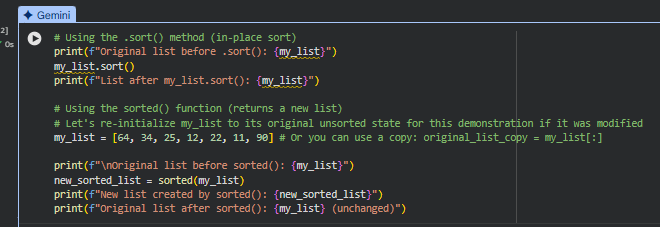 Gemini
2]
0s
# Using the .sort() method (in-place sort)
print(f"Original list before .sort(): {my_list}")
my_list.sort()
print(f"List after my_list.sort(): {my_list}")
# Using the sorted() function (returns a new list)
# Let's re-initialize my_list to its original unsorted state for this demonstration if it was modified
my_list = [64, 34, 25, 12, 22, 11, 90] # Or you can use a copy: original_list_copy = my_list[:]
print(f"\nOriginal list before sorted(): {my_list}")
new_sorted_list = sorted(my_list)
print(f"New list created by sorted(): {new_sorted_list}")
print(f"Original list after sorted(): {my_list} (unchanged)")